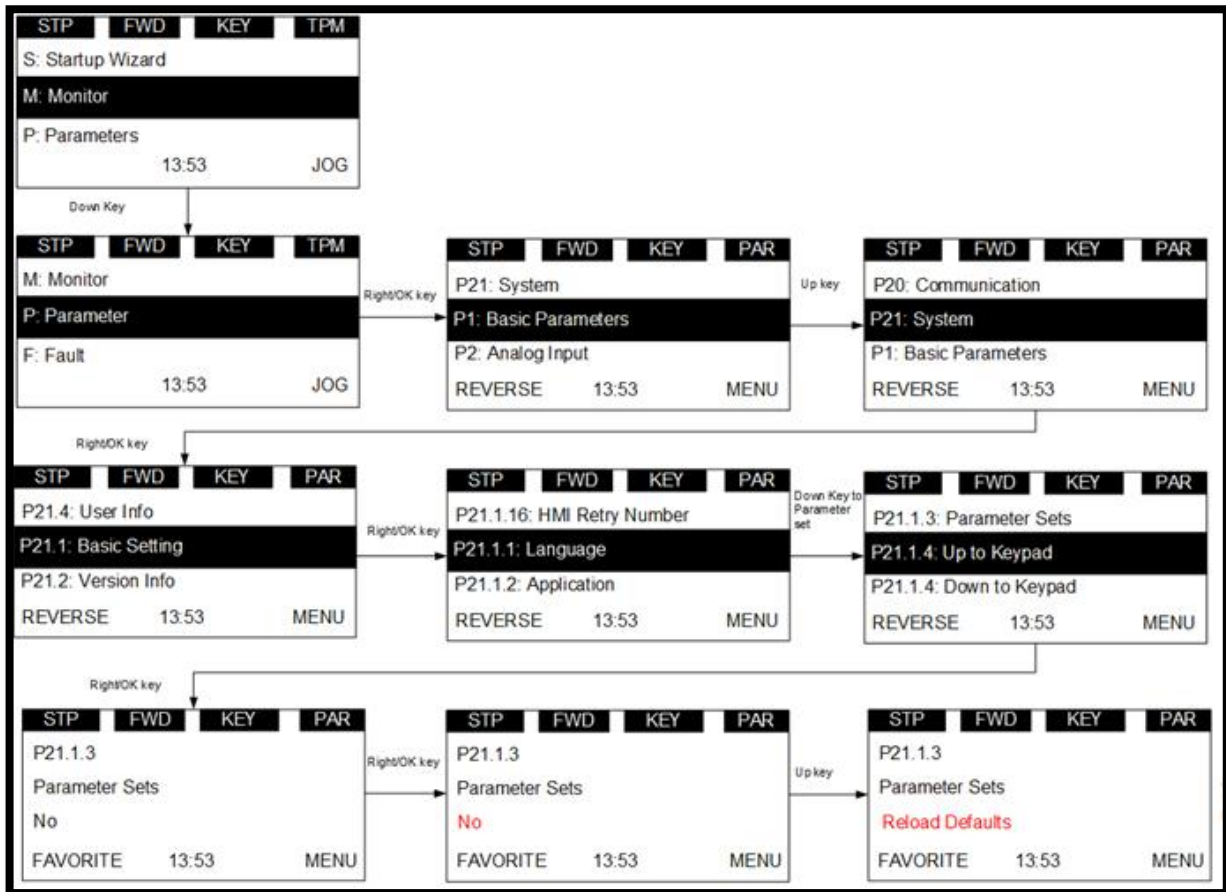 STP FWD KEY TPM
S: Startup Wizard
M: Monitor
P: Parameters
13:53 JOG
Down Key
STP FWD KEY TPM
M: Monitor
P: Parameter
F: Fault
13:53 JOG
Right/OK key
STP FWD KEY PAR
P21: System
P1: Basic Parameters
P2: Analog Input
REVERSE 13:53 MENU
Up key
STP FWD KEY PAR
P20: Communication
P21: System
P1: Basic Parameters
REVERSE 13:53 MENU
Right/OK key
STP FWD KEY PAR
P21.4: User Info
P21.1: Basic Setting
P21.2: Version Info
REVERSE 13:53 MENU
Right/OK key
STP FWD KEY PAR
P21.1.16: HMI Retry Number
P21.1.1: Language
P21.1.2: Application
REVERSE 13:53 MENU
Down Key to
Parameter
set
STP FWD KEY PAR
P21.1.3: Parameter Sets
P21.1.4: Up to Keypad
P21.1.4: Down to Keypad
REVERSE 13:53 MENU
Right/OK key
STP FWD KEY PAR
P21.1.3
Parameter Sets
No
FAVORITE 13:53 MENU
Right/OK key
STP FWD KEY PAR
P21.1.3
Parameter Sets
No
FAVORITE 13:53 MENU
Up key
STP FWD KEY PAR
P21.1.3
Parameter Sets
Reload Defaults
FAVORITE 13:53 MENU